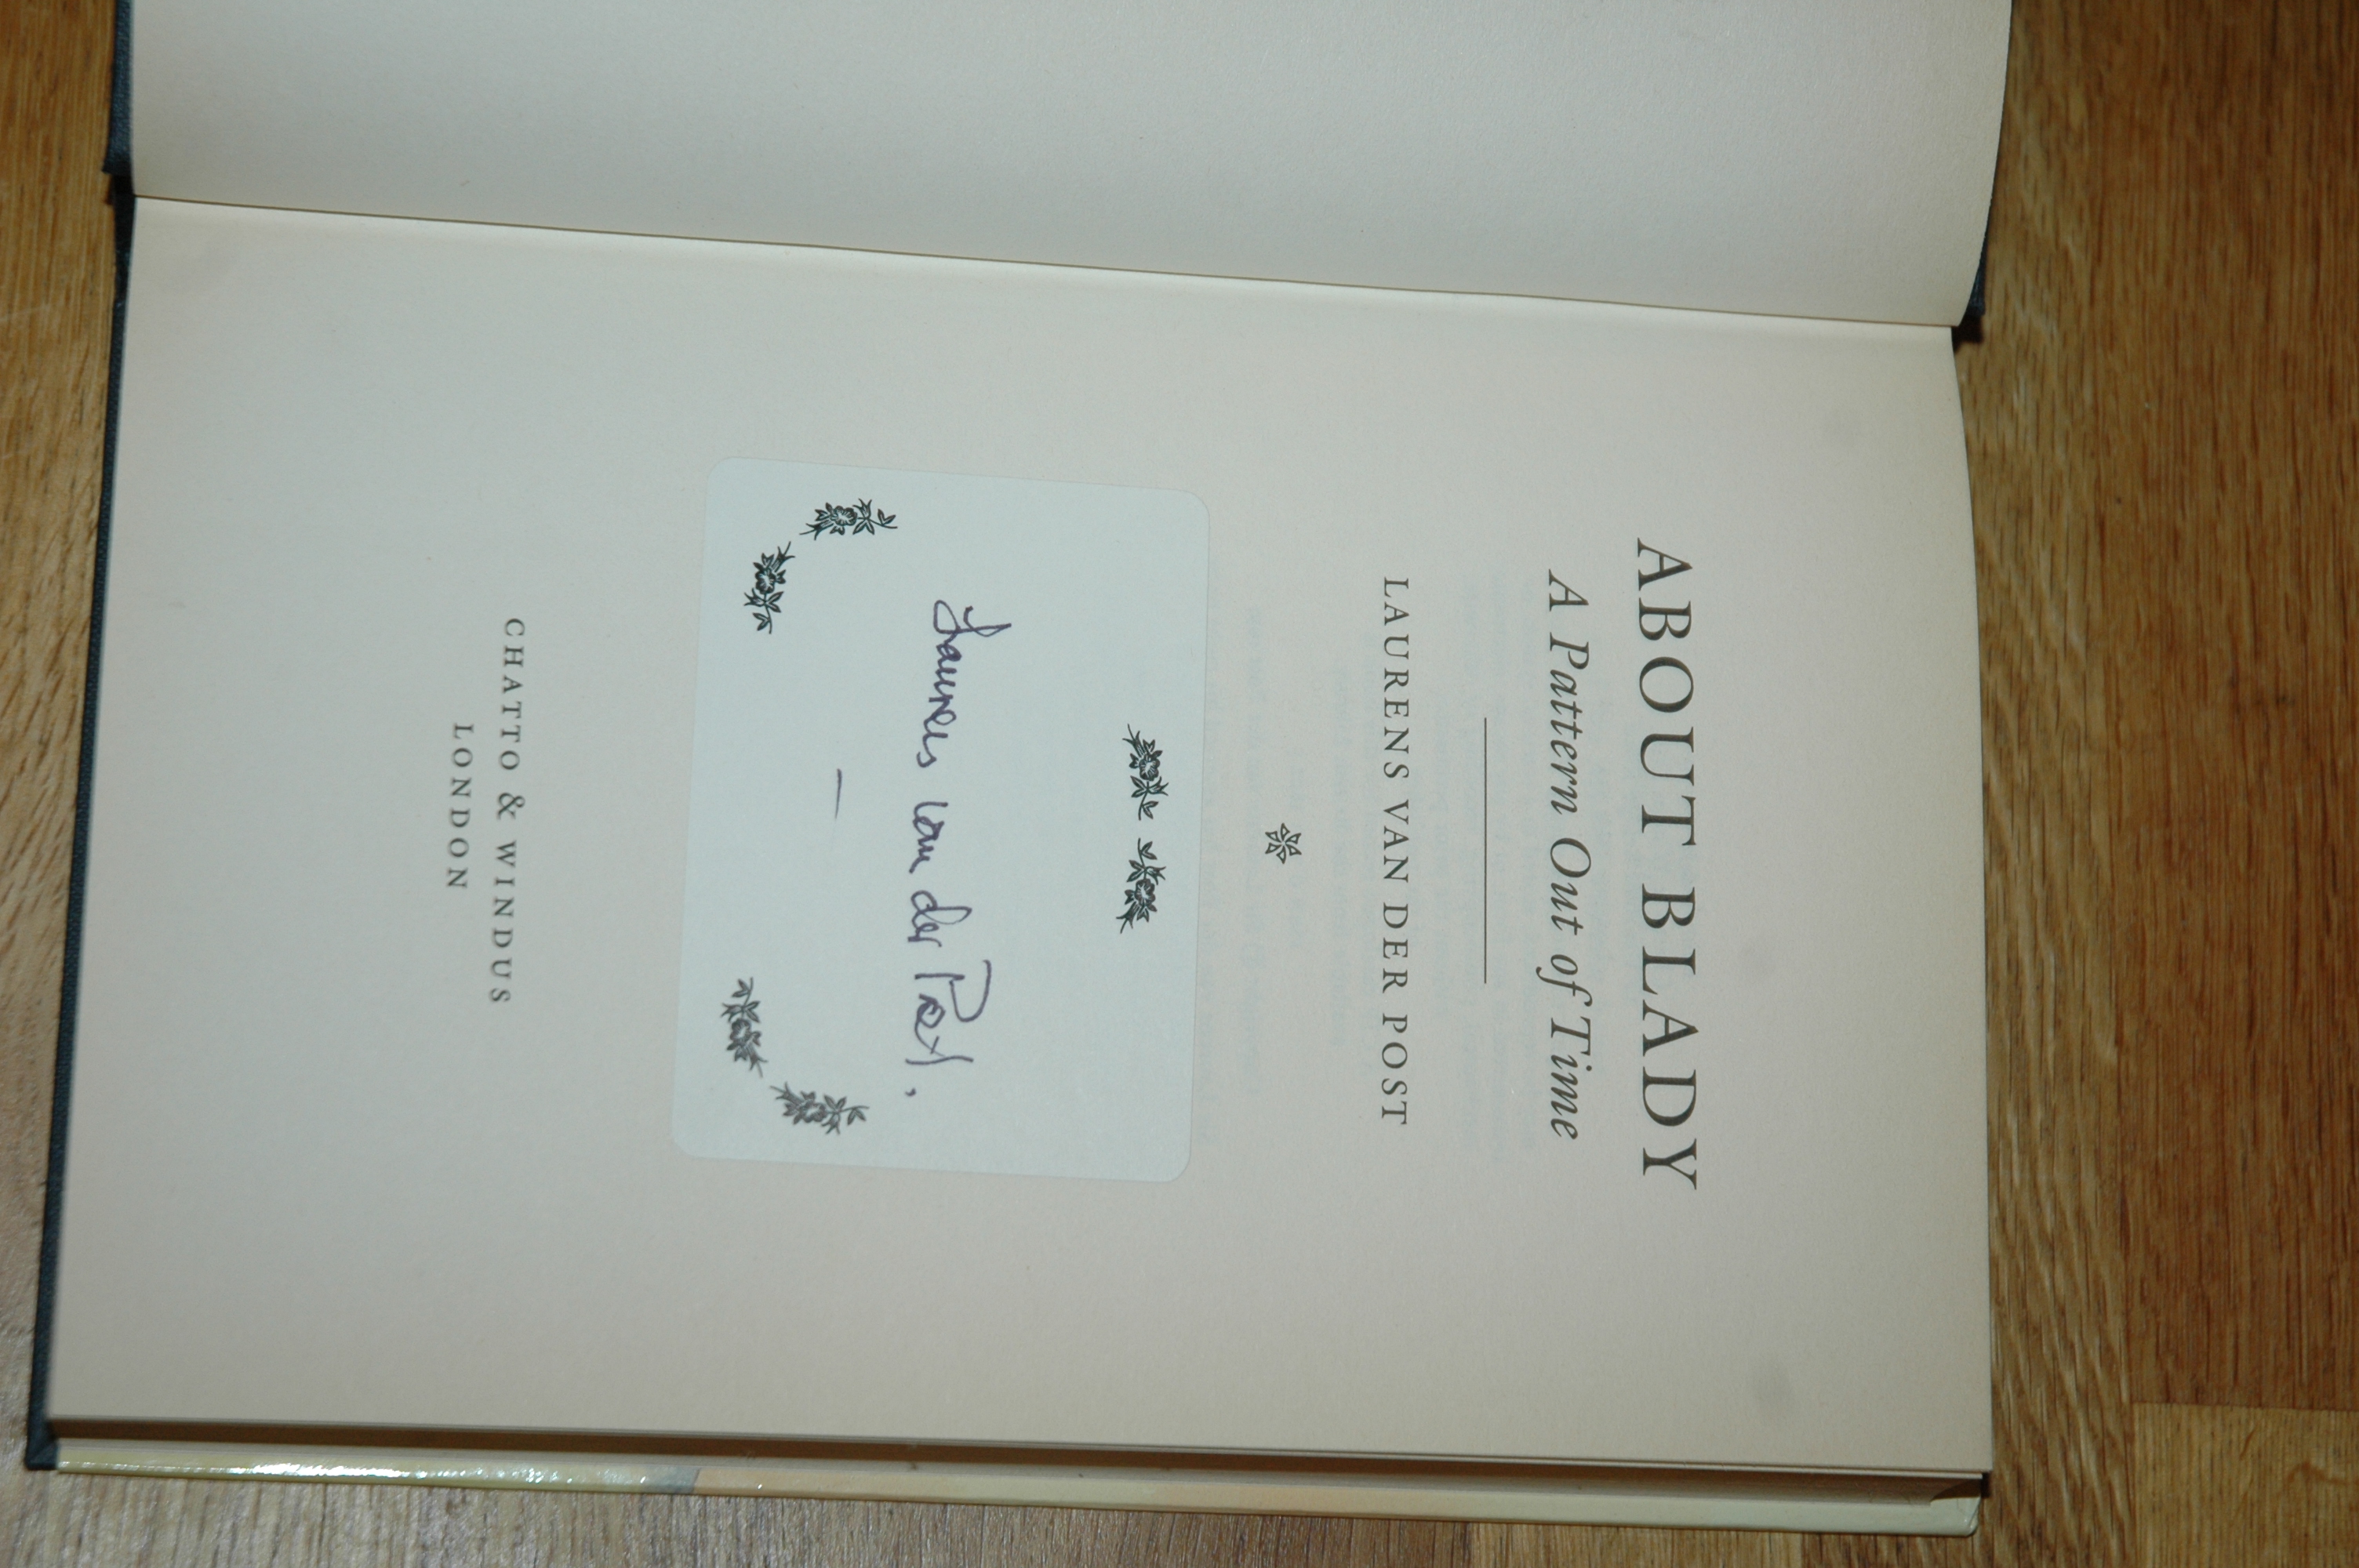 ABOUT BLADY
A Pattern Out of Time
LAURENS VAN DER POST
Laurens van der Post.
CHATTO & WINDUS
LONDON